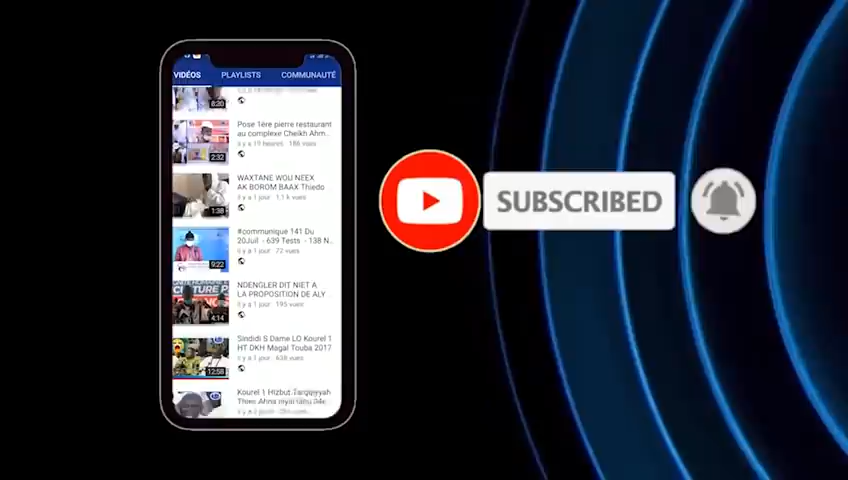 VIDÉOS PLAYLISTS COMMUNAUTÉ
8:20
Pose 1ére pierre restaurant
au complexe Cheikh Ahm...
il y a 19 heures · 186 vues
2:32
WAXTANE WOU NEEX
AK BOROM BAAX Thiedo
il y a 1 jour · 1,1 k vues
1:38
#communique 141 Du
20Juil - 639 Tests - 138 N...
il y a 1 jour · 72 vues
9:22
NDENGLER DIT NIET A
LA PROPOSITION DE ALY
il y a 1 jour · 195 vues
4:14
Sindidi S Dame LO Kourel 1
HT DKH Magal Touba 2017
il y a 1 jour · 638 vues
12:58
Kourel 1 Hizbut
SUBSCRIBED